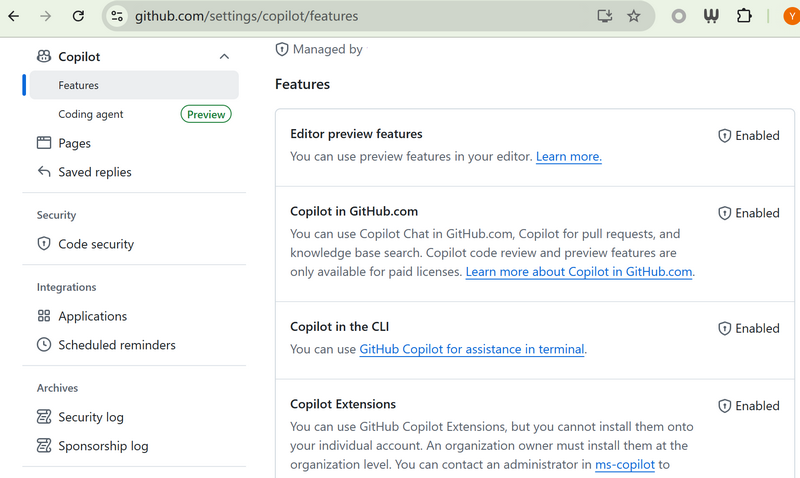 github.com/settings/copilot/features
Y
Copilot
Features
Coding agent
Preview
Pages
Saved replies
Security
Code security
Integrations
Applications
Scheduled reminders
Archives
Security log
Sponsorship log
Managed by
Features
Editor preview features
Enabled
You can use preview features in your editor. Learn more.
Copilot in GitHub.com
Enabled
You can use Copilot Chat in GitHub.com, Copilot for pull requests, and
knowledge base search. Copilot code review and preview features are
only available for paid licenses. Learn more about Copilot in GitHub.com.
Copilot in the CLI
Enabled
You can use GitHub Copilot for assistance in terminal.
Copilot Extensions
Enabled
You can use GitHub Copilot Extensions, but you cannot install them onto
your individual account. An organization owner must install them at the
organization level. You can contact an administrator in ms-copilot to